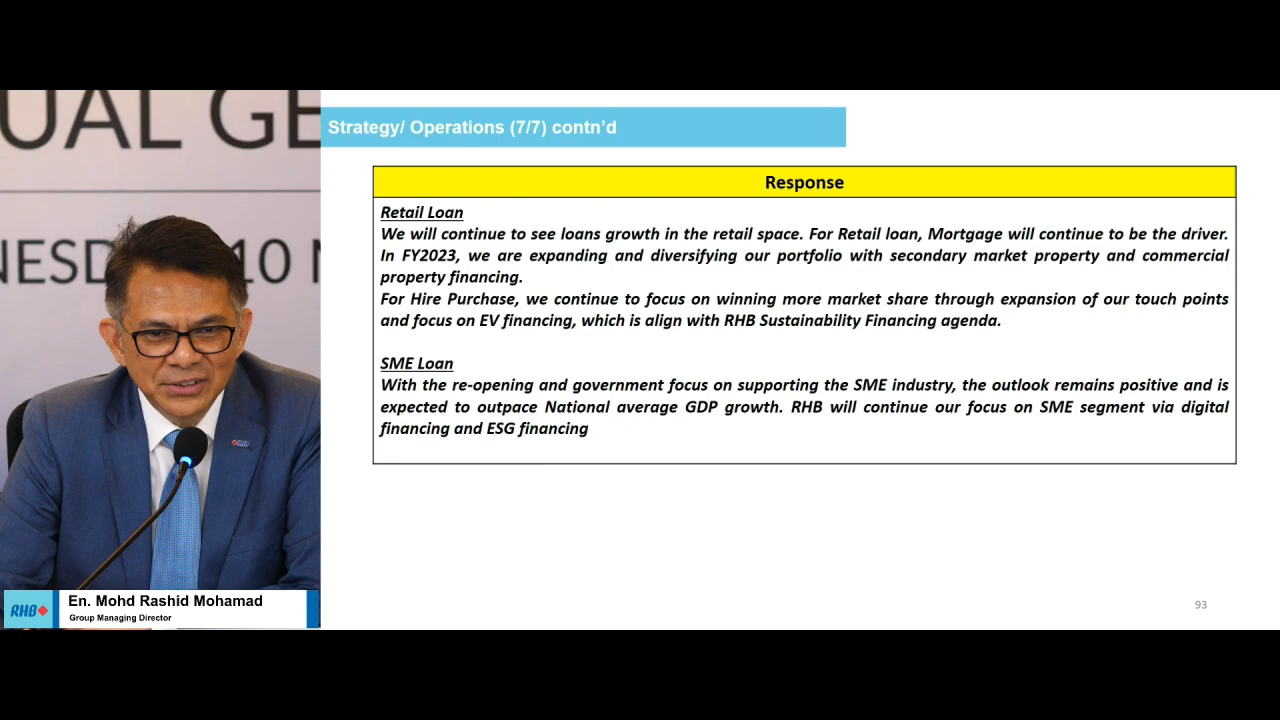 UAL GE
NESD 10
Strategy/ Operations (7/7) contn’d
Response
Retail Loan
We will continue to see loans growth in the retail space. For Retail loan, Mortgage will continue to be the driver.
In FY2023, we are expanding and diversifying our portfolio with secondary market property and commercial
property financing.
For Hire Purchase, we continue to focus on winning more market share through expansion of our touch points
and focus on EV financing, which is align with RHB Sustainability Financing agenda.
SME Loan
With the re-opening and government focus on supporting the SME industry, the outlook remains positive and is
expected to outpace National average GDP growth. RHB will continue our focus on SME segment via digital
financing and ESG financing
RHB
RHB
En. Mohd Rashid Mohamad
Group Managing Director
93